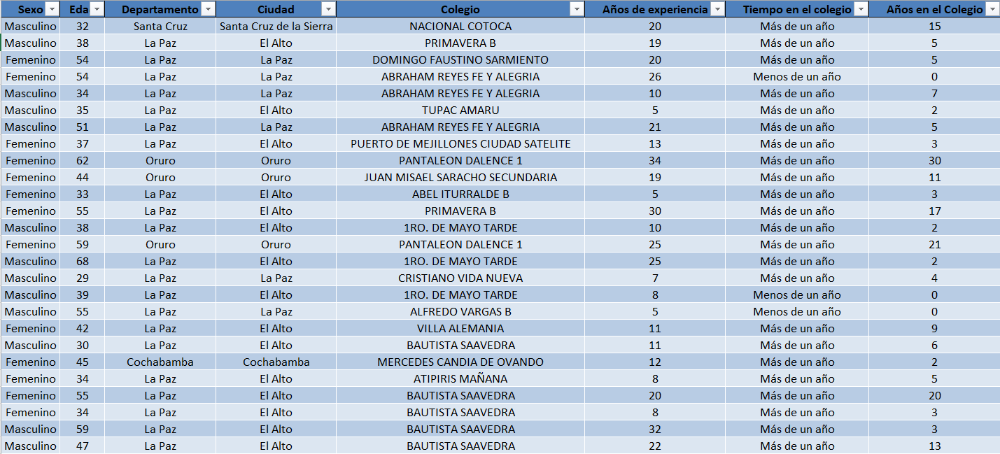 Sexo Eda Departamento Ciudad Colegio Años de experiencia Tiempo en el colegio Años en el Colegio
Masculino 32 Santa Cruz Santa Cruz de la Sierra NACIONAL COTOCA 20 Más de un año 15
Masculino 38 La Paz El Alto PRIMAVERA B 19 Más de un año 5
Femenino 54 La Paz La Paz DOMINGO FAUSTINO SARMIENTO 20 Más de un año 5
Femenino 54 La Paz La Paz ABRAHAM REYES FE Y ALEGRIA 26 Menos de un año 0
Masculino 34 La Paz La Paz ABRAHAM REYES FE Y ALEGRIA 10 Más de un año 7
Masculino 35 La Paz El Alto TUPAC AMARU 5 Más de un año 2
Masculino 51 La Paz La Paz ABRAHAM REYES FE Y ALEGRIA 21 Más de un año 5
Femenino 37 La Paz El Alto PUERTO DE MEJILLONES CIUDAD SATELITE 13 Más de un año 3
Femenino 62 Oruro Oruro PANTALEON DALENCE 1 34 Más de un año 30
Femenino 44 Oruro Oruro JUAN MISAEL SARACHO SECUNDARIA 19 Más de un año 11
Femenino 33 La Paz El Alto ABEL ITURRALDE B 5 Más de un año 3
Femenino 55 La Paz El Alto PRIMAVERA B 30 Más de un año 17
Masculino 38 La Paz El Alto 1RO. DE MAYO TARDE 10 Más de un año 2
Femenino 59 Oruro Oruro PANTALEON DALENCE 1 25 Más de un año 21
Masculino 68 La Paz El Alto 1RO. DE MAYO TARDE 25 Más de un año 2
Masculino 29 La Paz La Paz CRISTIANO VIDA NUEVA 7 Más de un año 4
Masculino 39 La Paz El Alto 1RO. DE MAYO TARDE 8 Menos de un año 0
Masculino 55 La Paz La Paz ALFREDO VARGAS B 5 Menos de un año 0
Femenino 42 La Paz El Alto VILLA ALEMANIA 11 Más de un año 9
Masculino 30 La Paz El Alto BAUTISTA SAAVEDRA 11 Más de un año 6
Femenino 45 Cochabamba Cochabamba MERCEDES CANDIA DE OVANDO 12 Más de un año 2
Femenino 34 La Paz El Alto ATIPIRIS MAÑANA 8 Más de un año 5
Femenino 55 La Paz El Alto BAUTISTA SAAVEDRA 20 Más de un año 20
Femenino 34 La Paz El Alto BAUTISTA SAAVEDRA 8 Más de un año 3
Masculino 59 La Paz El Alto BAUTISTA SAAVEDRA 32 Más de un año 3
Masculino 47 La Paz El Alto BAUTISTA SAAVEDRA 22 Más de un año 13